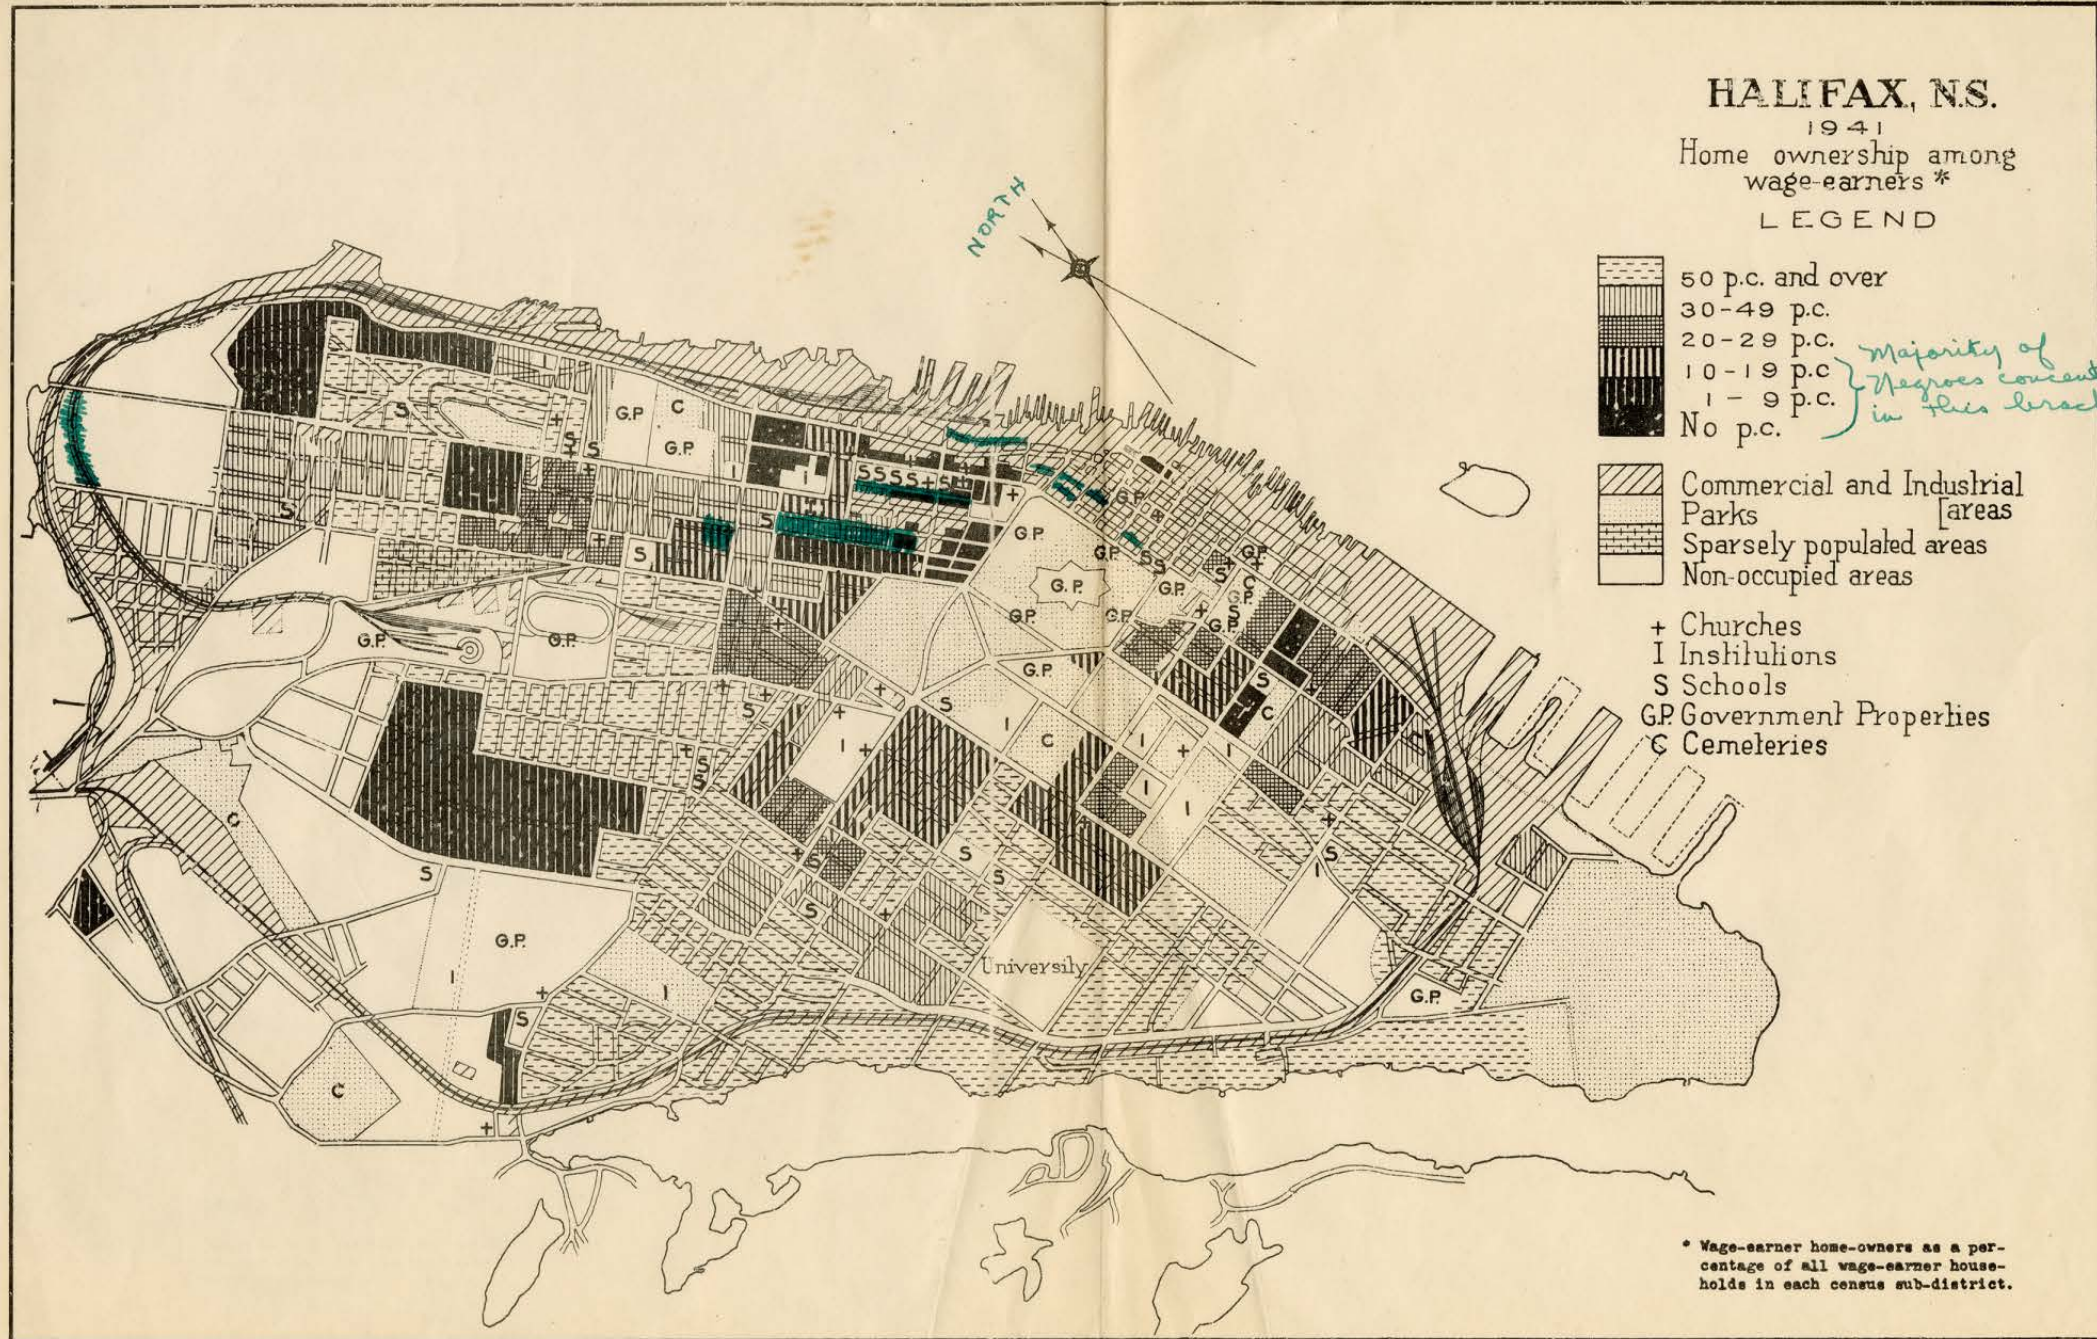 HALIFAX, N.S.
1941
Home ownership among
wage-earners *
LEGEND
50 p.c. and over
30-49 p.c.
20-29 p.c.
10-19 p.c
1 - 9 p.c.
No p.c.
Majority of
Negroes
in this
Commercial and Industrial
[areas
Parks
Sparsely populated areas
Non-occupied areas
+ Churches
I Institutions
S Schools
G.P. Government Properties
C Cemeteries
NORTH
G.P.
C
G.P.
S
+
S
S
+
+
I
I
SSSS+S+
+
+
S
S
+
S
G.P.
G.P.
G.P.
G.P.
G.P.
G.P.
G.P.
G.P.
S
S
G.P.
S
+
C
G.P.
S
G.P.
+
G.P.
G.P.
+
+
G.P.
+
+
S
+
+
S
I
C
I
+
I
+
I
S
C
I
I
+
S
S
C
+
S
S
S
S
+
+
S
I
S
G.P.
I
I
University
G.P.
+
S
C
+
* Wage-earner home-owners as a per-
centage of all wage-earner house-
holds in each census sub-district.